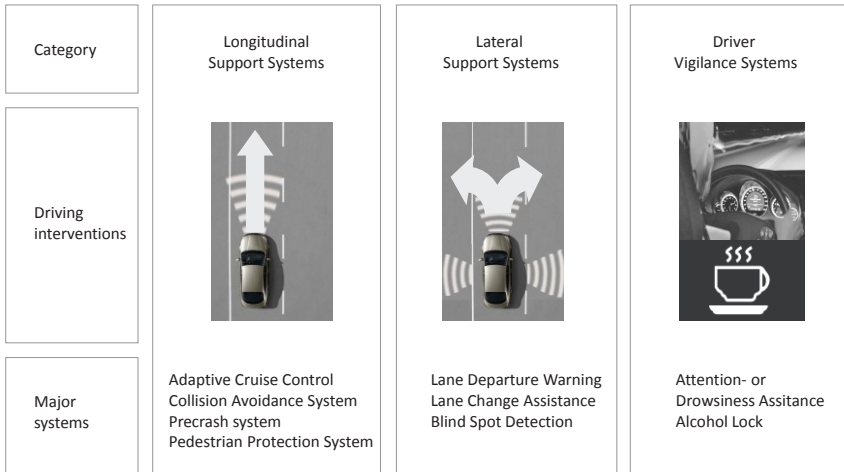 Category
Longitudinal
Support Systems
Lateral
Support Systems
Driver
Vigilance Systems
Driving
interventions
Major
systems
Adaptive Cruise Control
Collision Avoidance System
Precrash system
Pedestrian Protection System
Lane Departure Warning
Lane Change Assistance
Blind Spot Detection
Attention- or
Drowsiness Assitance
Alcohol Lock